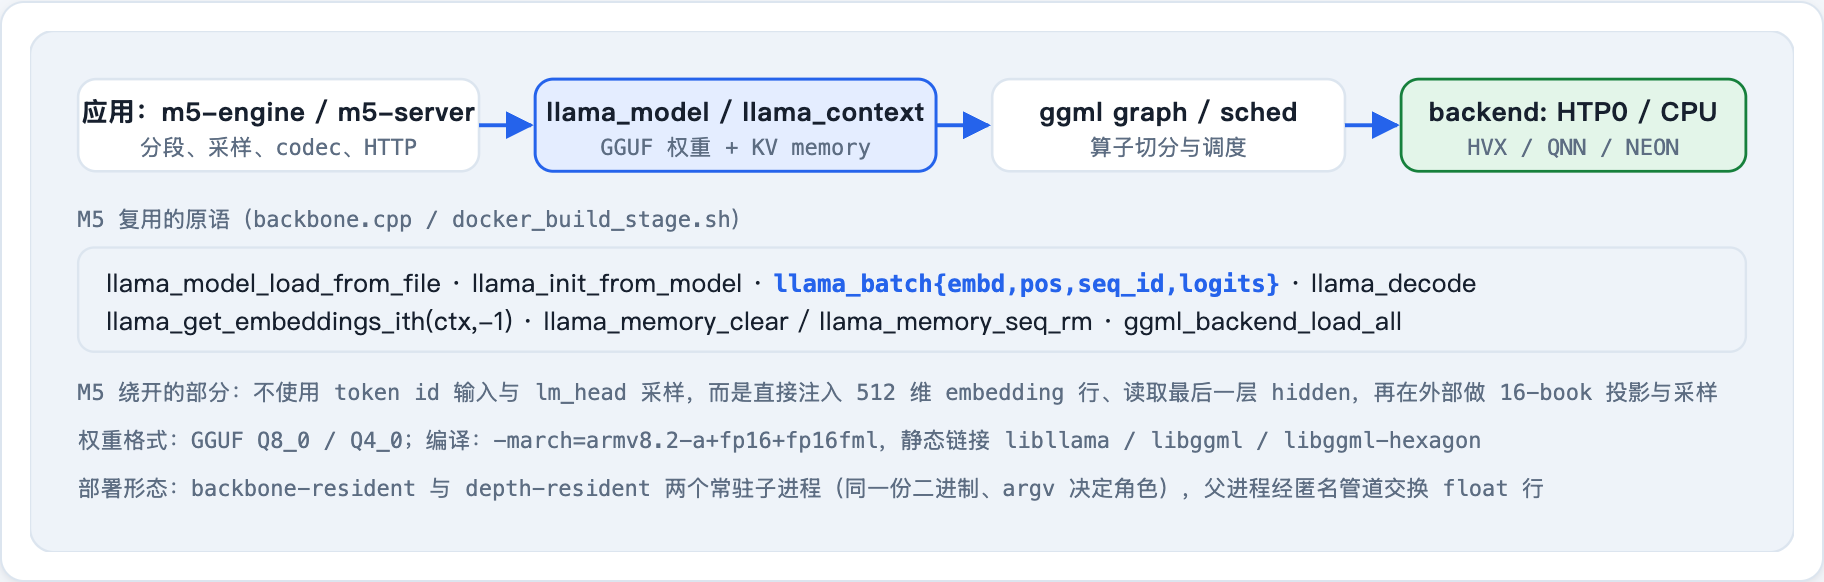 应用：m5-engine / m5-server
分段、采样、codec、HTTP
llama_model / llama_context
GGUF 权重 + KV memory
ggml graph / sched
算子切分与调度
backend: HTP0 / CPU
HVX / QNN / NEON
M5 复用的原语（backbone.cpp / docker_build_stage.sh）
llama_model_load_from_file · llama_init_from_model · llama_batch{embd,pos,seq_id,logits} · llama_decode
llama_get_embeddings_ith(ctx,−1) · llama_memory_clear / llama_memory_seq_rm · ggml_backend_load_all
M5 绕开的部分：不使用 token id 输入与 lm_head 采样，而是直接注入 512 维 embedding 行、读取最后一层 hidden，再在外部做 16-book 投影与采样
权重格式：GGUF Q8_0 / Q4_0；编译：−march=armv8.2-a+fp16+fp16fml，静态链接 libllama / libggml / libggml-hexagon
部署形态：backbone-resident 与 depth-resident 两个常驻子进程（同一份二进制、argv 决定角色），父进程经匿名管道交换 float 行